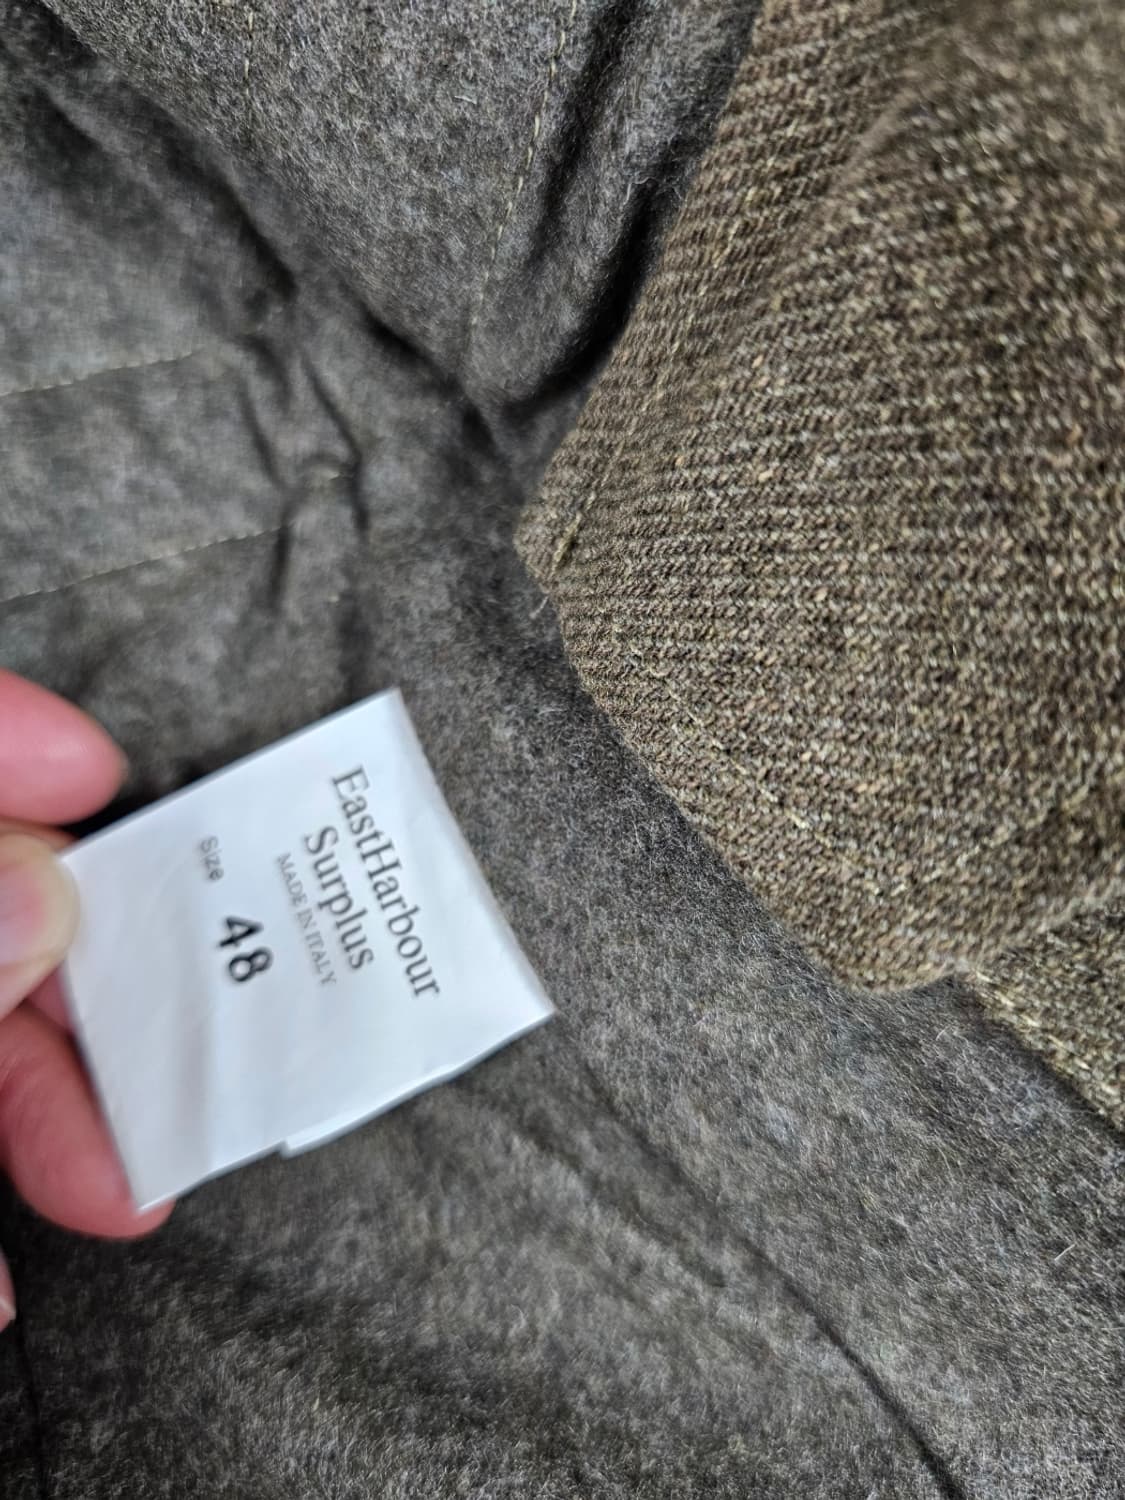 EastHarbour
Surplus
MADE IN ITALY
Size 48